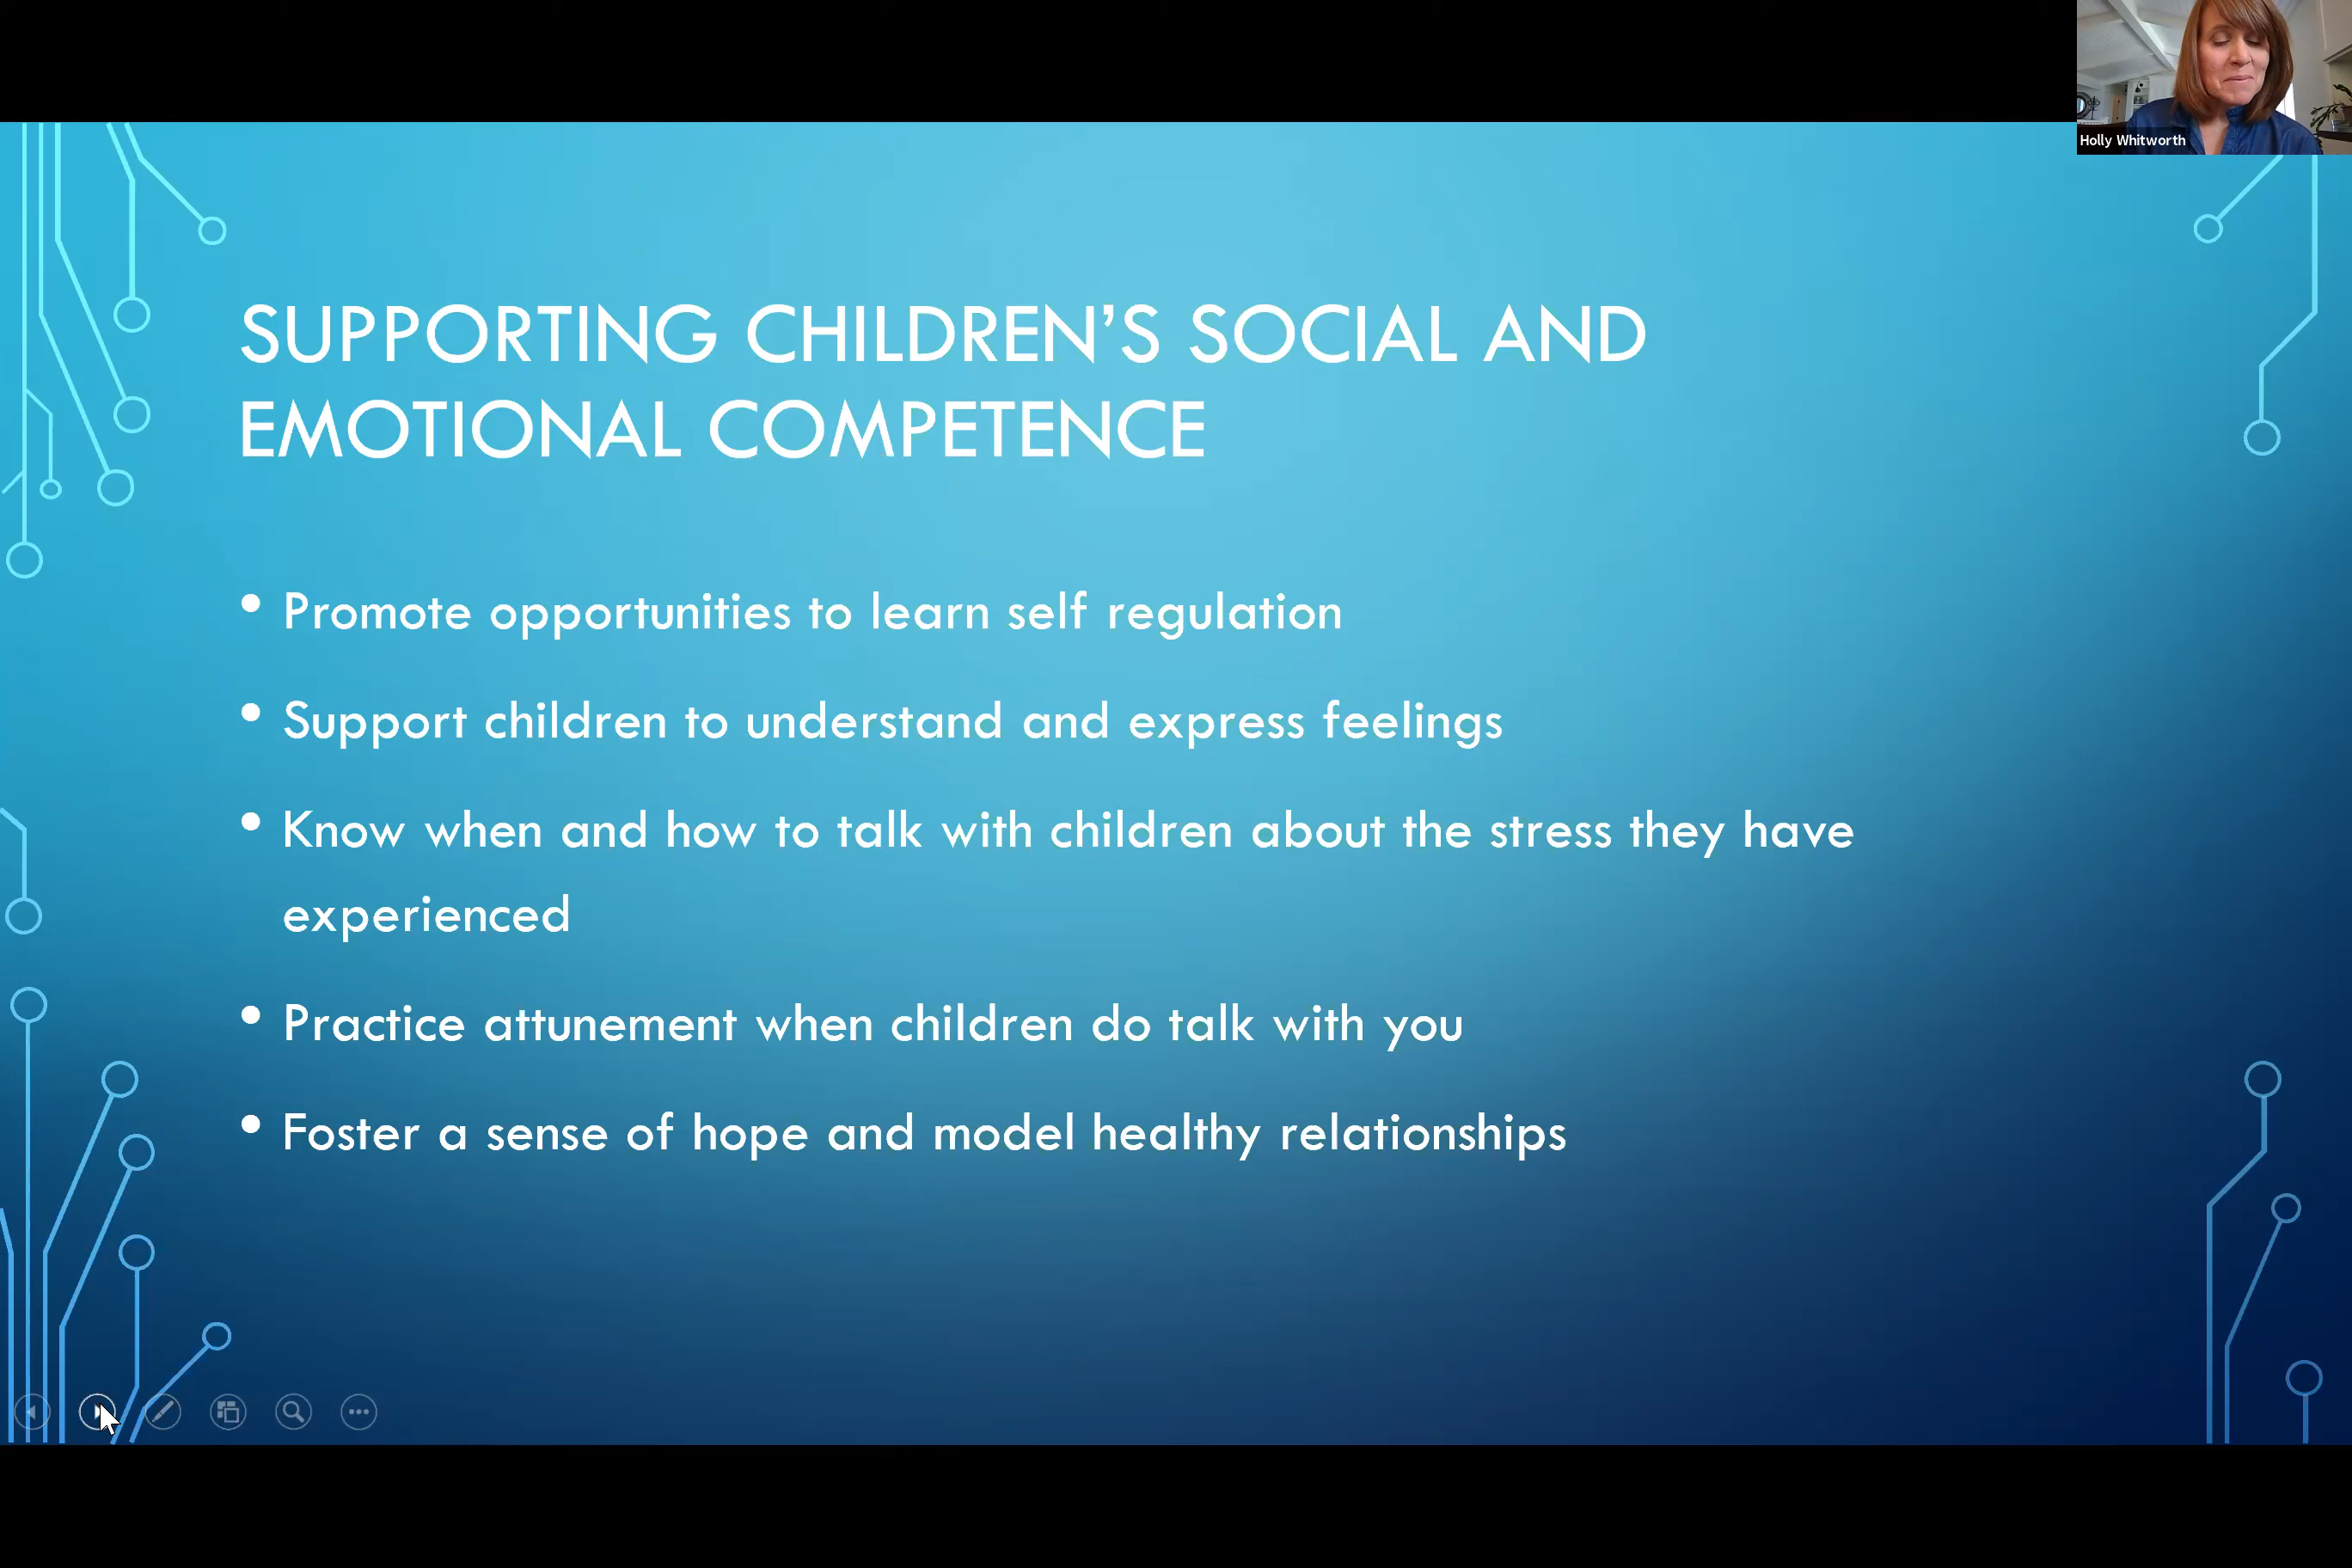 Holly Whitworth
SUPPORTING CHILDREN’S SOCIAL AND
EMOTIONAL COMPETENCE
• Promote opportunities to learn self regulation
• Support children to understand and express feelings
• Know when and how to talk with children about the stress they have
experienced
• Practice attunement when children do talk with you
• Foster a sense of hope and model healthy relationships